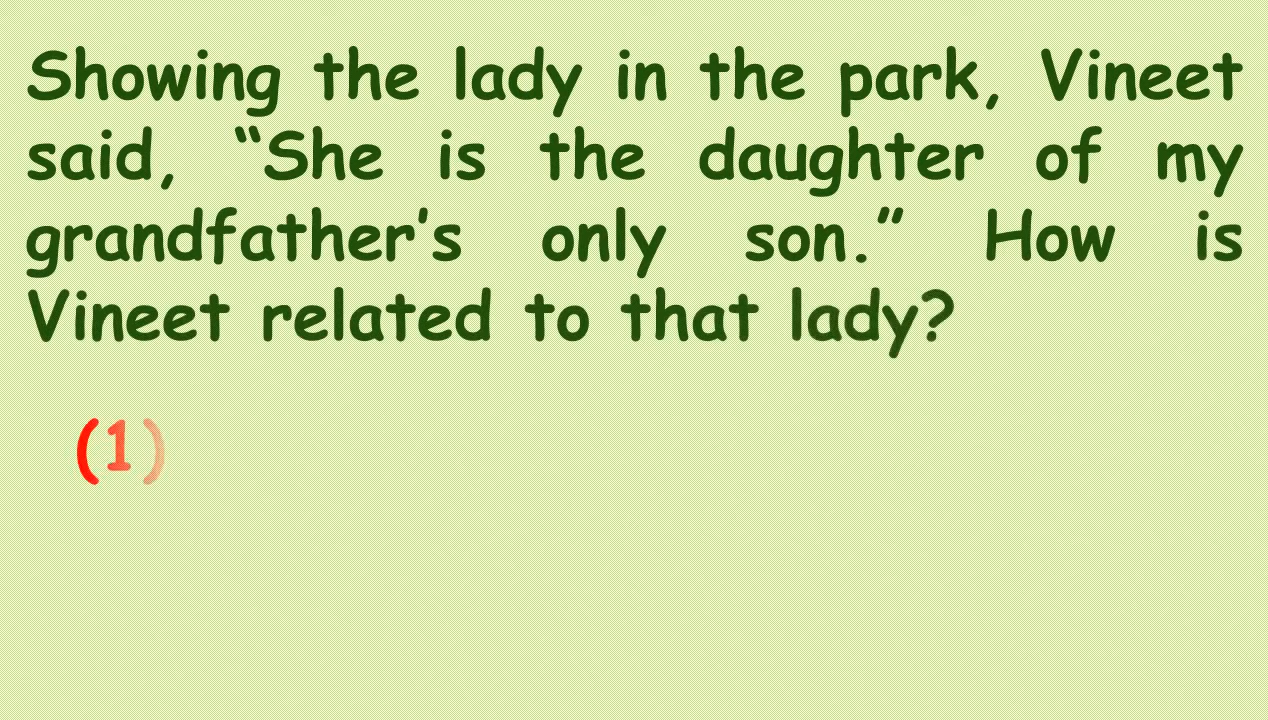 Showing the lady in the park, Vineet
said, “She is the daughter of my
grandfather’s only son.” How is
Vineet related to that lady?
(1)